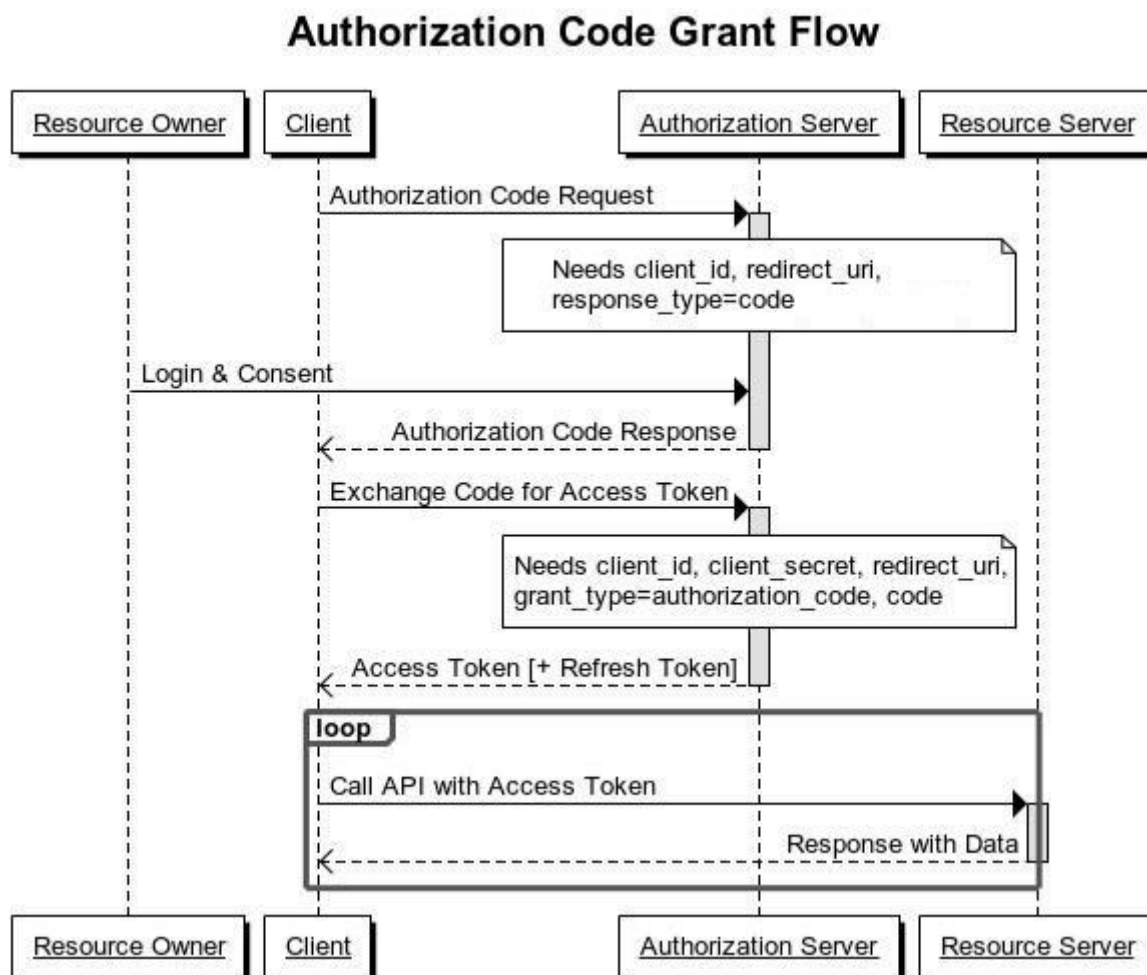 Authorization Code Grant Flow
Resource Owner
Client
Authorization Server
Resource Server
Authorization Code Request
Needs client_id, redirect_uri,
response_type=code
Login & Consent
Authorization Code Response
Exchange Code for Access Token
Needs client_id, client_secret, redirect_uri,
grant_type=authorization_code, code
Access Token [+ Refresh Token]
loop
Call API with Access Token
Response with Data
Resource Owner
Client
Authorization Server
Resource Server